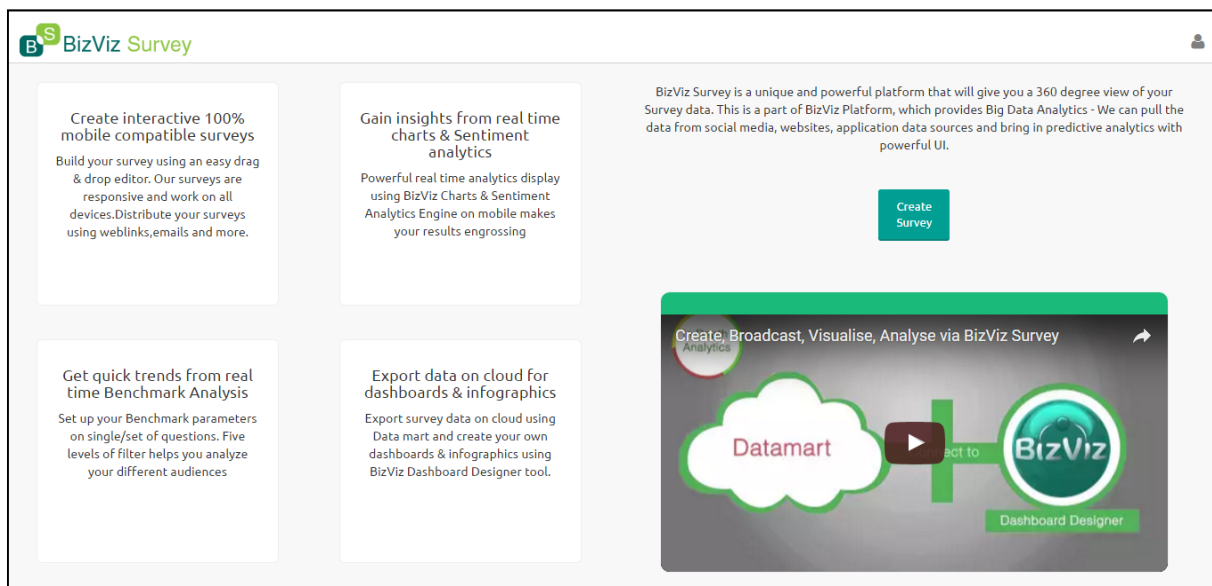 BS BizViz Survey
Create interactive 100%
mobile compatible surveys
Build your survey using an easy drag
& drop editor. Our surveys are
responsive and work on all
devices.Distribute your surveys
using weblinks,emails and more.
Gain insights from real time
charts & Sentiment
analytics
Powerful real time analytics display
using BizViz Charts & Sentiment
Analytics Engine on mobile makes
your results engrossing
BizViz Survey is a unique and powerful platform that will give you a 360 degree view of your
Survey data. This is a part of BizViz Platform, which provides Big Data Analytics - We can pull the
data from social media, websites, application data sources and bring in predictive analytics with
powerful UI.
Create
Survey
Get quick trends from real
time Benchmark Analysis
Set up your Benchmark parameters
on single/set of questions. Five
levels of filter helps you analyze
your different audiences
Export data on cloud for
dashboards & infographics
Export survey data on cloud using
Data mart and create your own
dashboards & infographics using
BizViz Dashboard Designer tool.
Create, Broadcast, Visualise, Analyse via BizViz Survey
Analytics
Datamart
to
BizViz
Dashboard Designer